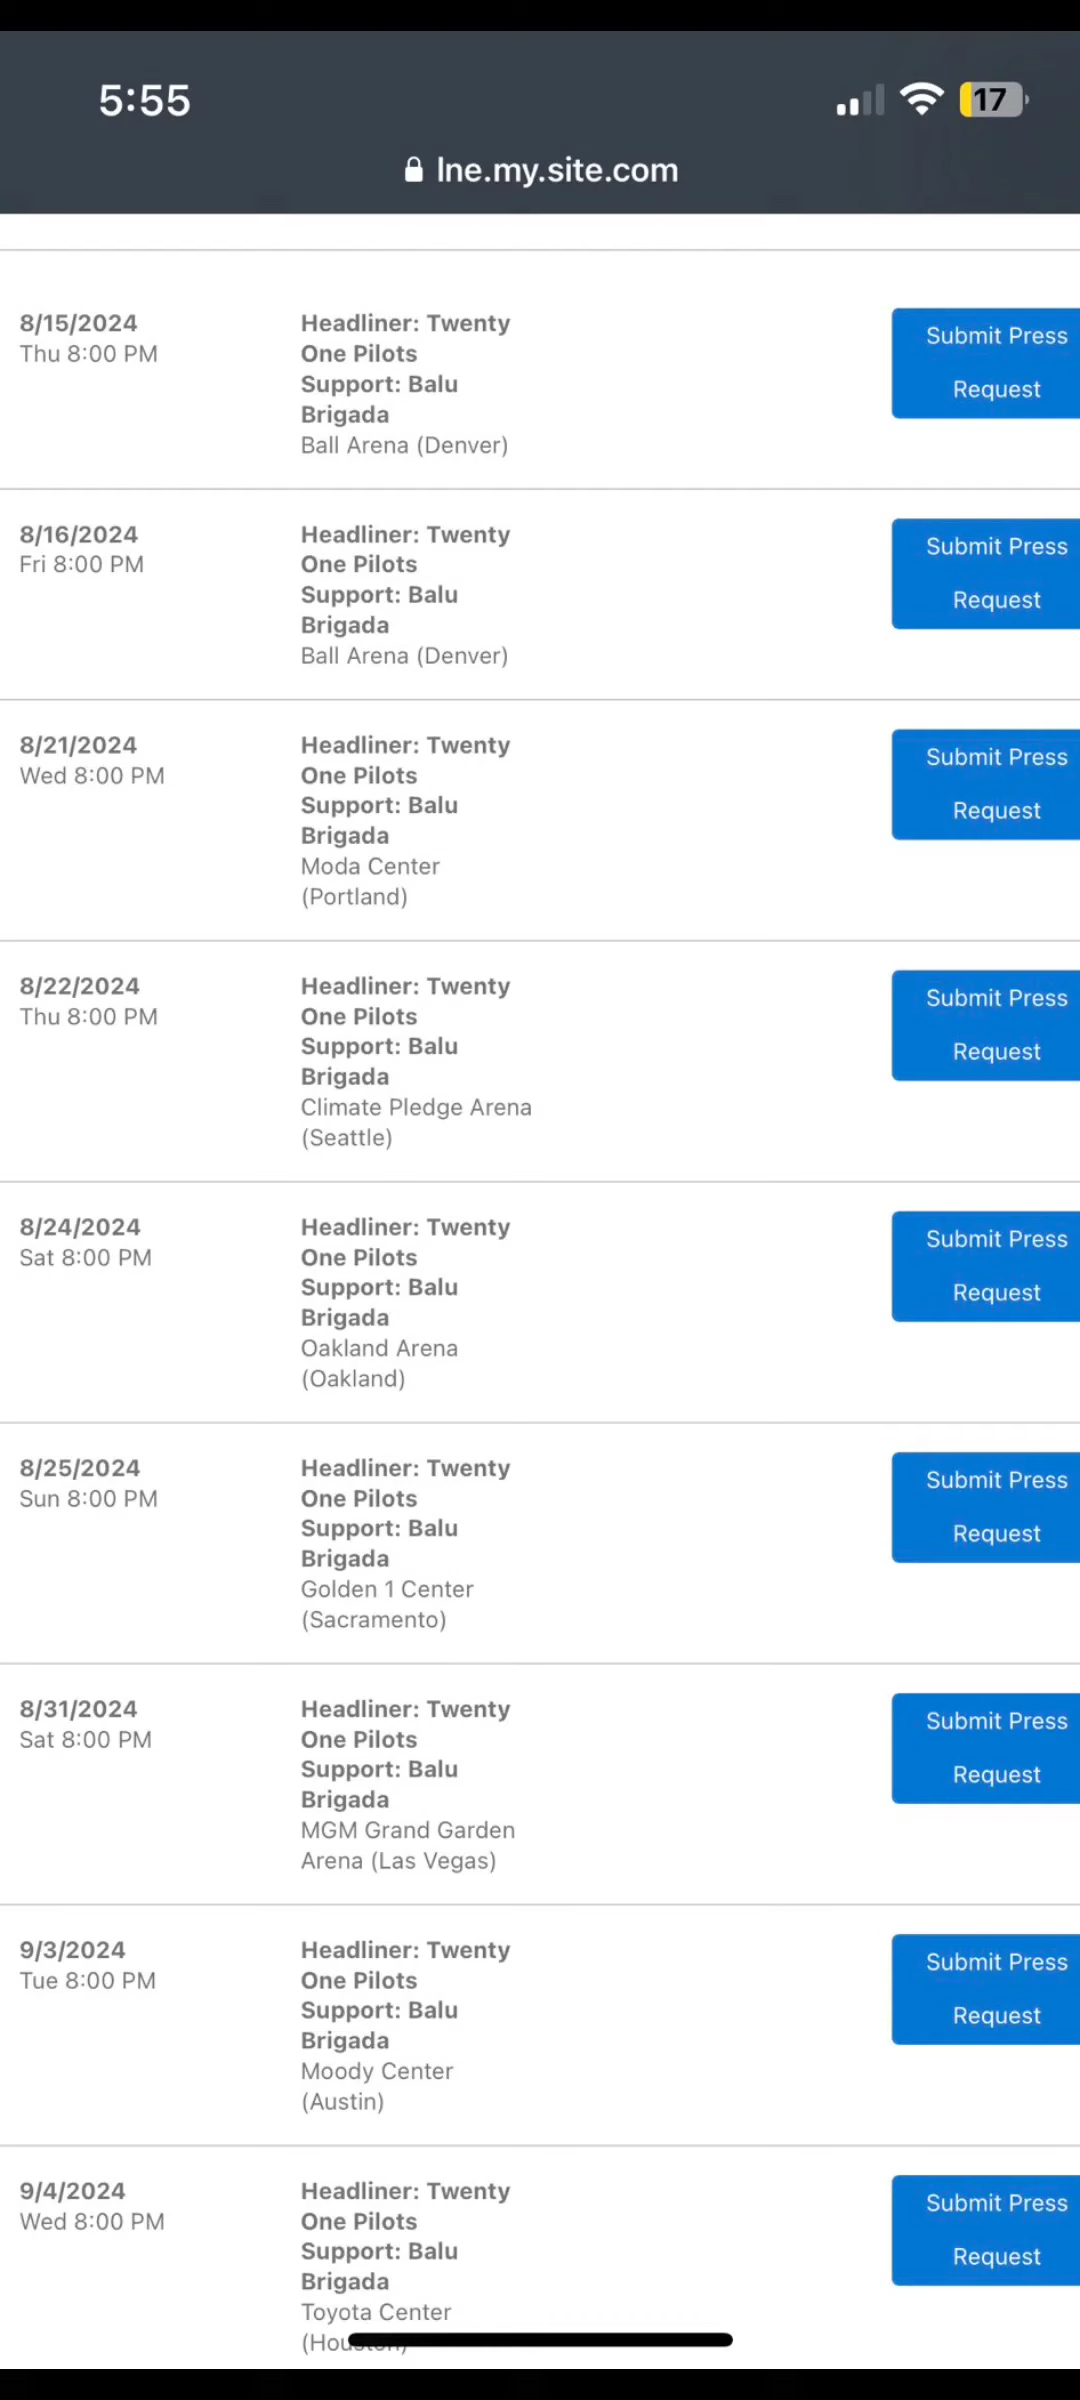 5:55
17
lne.my.site.com
8/15/2024
Thu 8:00 PM
Headliner: Twenty
One Pilots
Support: Balu
Brigada
Ball Arena (Denver)
Submit Press
Request
8/16/2024
Fri 8:00 PM
Headliner: Twenty
One Pilots
Support: Balu
Brigada
Ball Arena (Denver)
Submit Press
Request
8/21/2024
Wed 8:00 PM
Headliner: Twenty
One Pilots
Support: Balu
Brigada
Moda Center
(Portland)
Submit Press
Request
8/22/2024
Thu 8:00 PM
Headliner: Twenty
One Pilots
Support: Balu
Brigada
Climate Pledge Arena
(Seattle)
Submit Press
Request
8/24/2024
Sat 8:00 PM
Headliner: Twenty
One Pilots
Support: Balu
Brigada
Oakland Arena
(Oakland)
Submit Press
Request
8/25/2024
Sun 8:00 PM
Headliner: Twenty
One Pilots
Support: Balu
Brigada
Golden 1 Center
(Sacramento)
Submit Press
Request
8/31/2024
Sat 8:00 PM
Headliner: Twenty
One Pilots
Support: Balu
Brigada
MGM Grand Garden
Arena (Las Vegas)
Submit Press
Request
9/3/2024
Tue 8:00 PM
Headliner: Twenty
One Pilots
Support: Balu
Brigada
Moody Center
(Austin)
Submit Press
Request
9/4/2024
Wed 8:00 PM
Headliner: Twenty
One Pilots
Support: Balu
Brigada
Toyota Center
(Houston)
Submit Press
Request